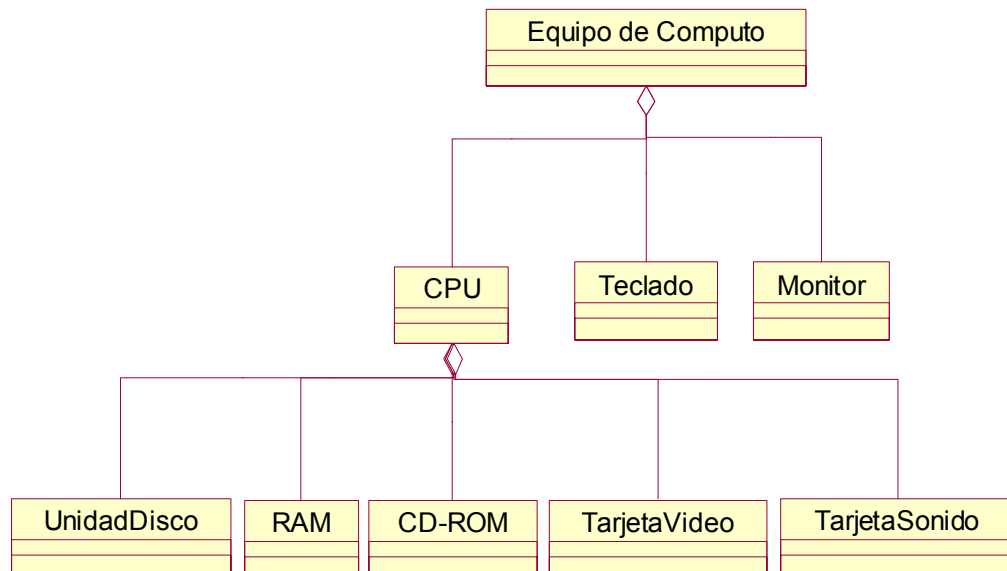 Equipo de Computo
CPU
Teclado
Monitor
UnidadDisco
RAM
CD-ROM
TarjetaVideo
TarjetaSonido